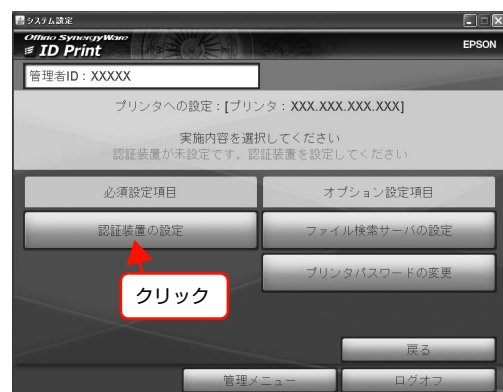 システム設定
Offirio SynergyWare
ID Print
EPSON
管理者ID：XXXXX
プリンタへの設定：[プリンタ：XXX.XXX.XXX.XXX]
実施内容を選択してください
認証装置が未設定です。認証装置を設定してください
必須設定項目
オプション設定項目
認証装置の設定
ファイル検索サーバの設定
プリンタパスワードの変更
クリック
戻る
管理メニュー
ログオフ